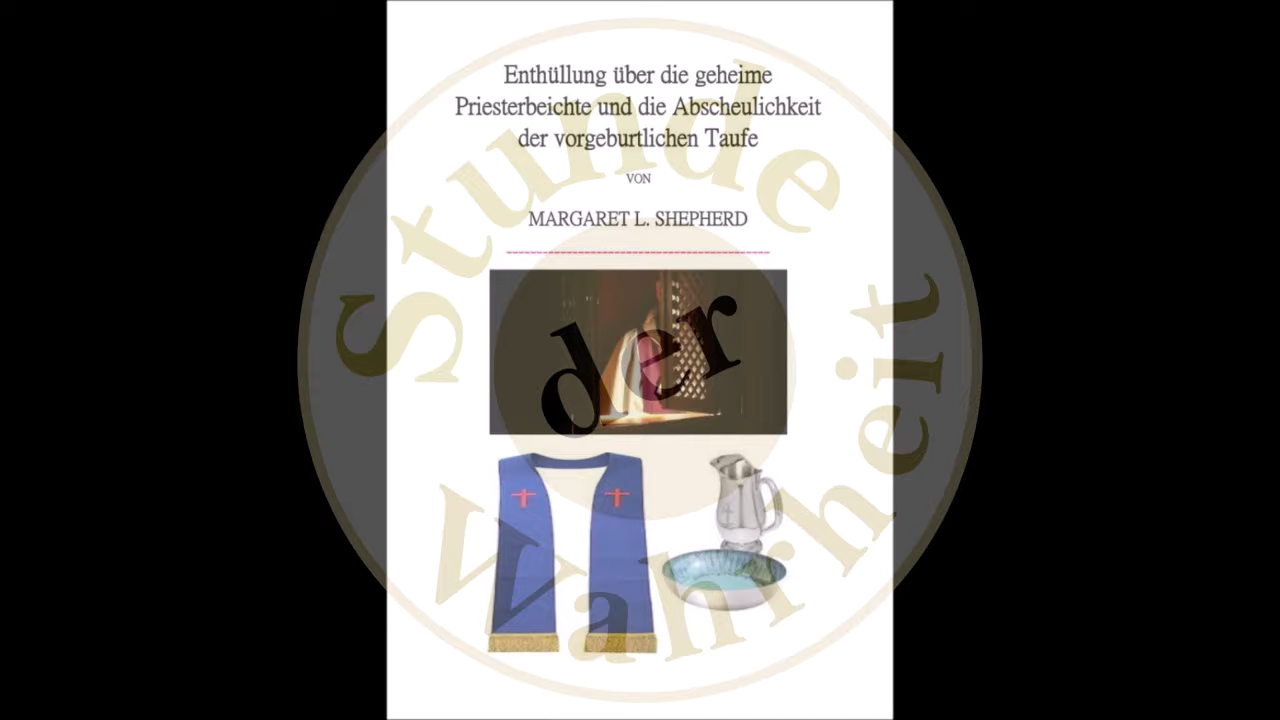 Enthüllung über die geheime
Priesterbeichte und die Abscheulichkeit
der vorgeburtlichen Taufe
VON
MARGARET L. SHEPHERD
Stunde
der
Wahrheit